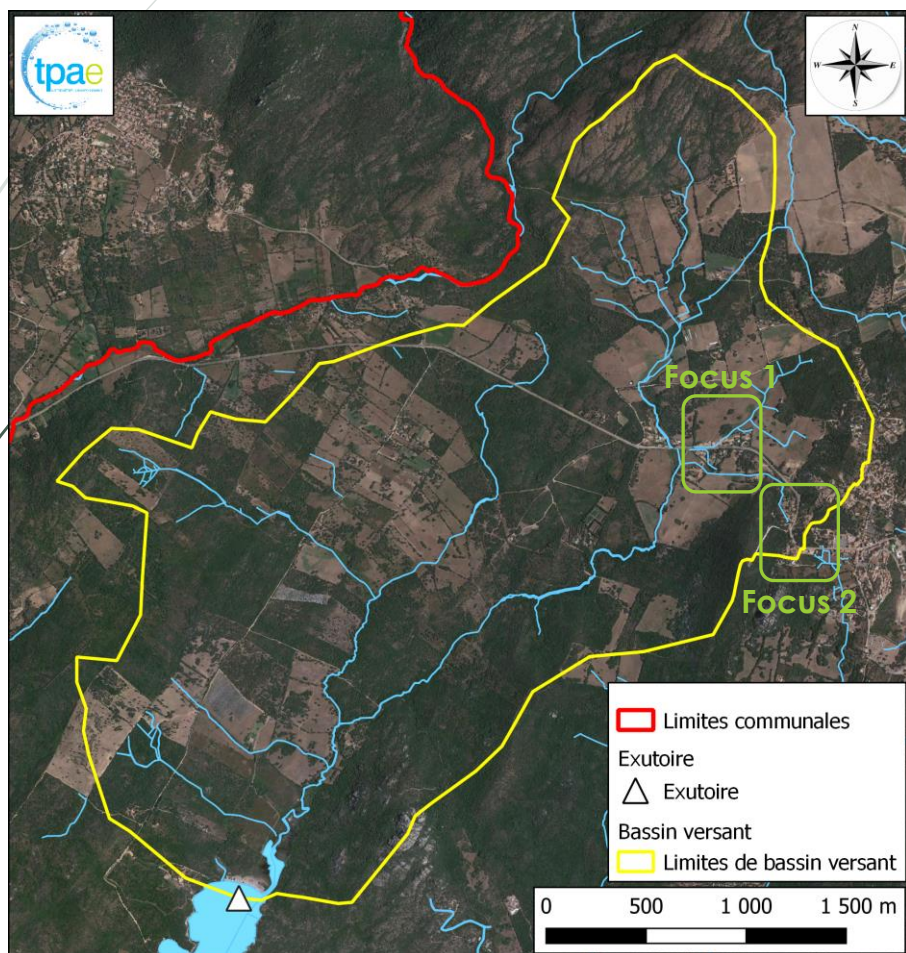 tpae
N
W E
S
Focus 1
Focus 2
Limites communales
Exutoire
Exutoire
Bassin versant
Limites de bassin versant
0 500 1 000 1 500 m